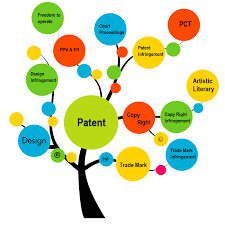 Freedom to
operate
Court
Proceedings
PCT
PPV & FR
Patent
Infringement
Design
Infringement
Artistic
Literary
Patent
Copy
Right
Copy Right
Infringement
©
Design
®
TM
Trade Mark
Trade Mark
Infringement